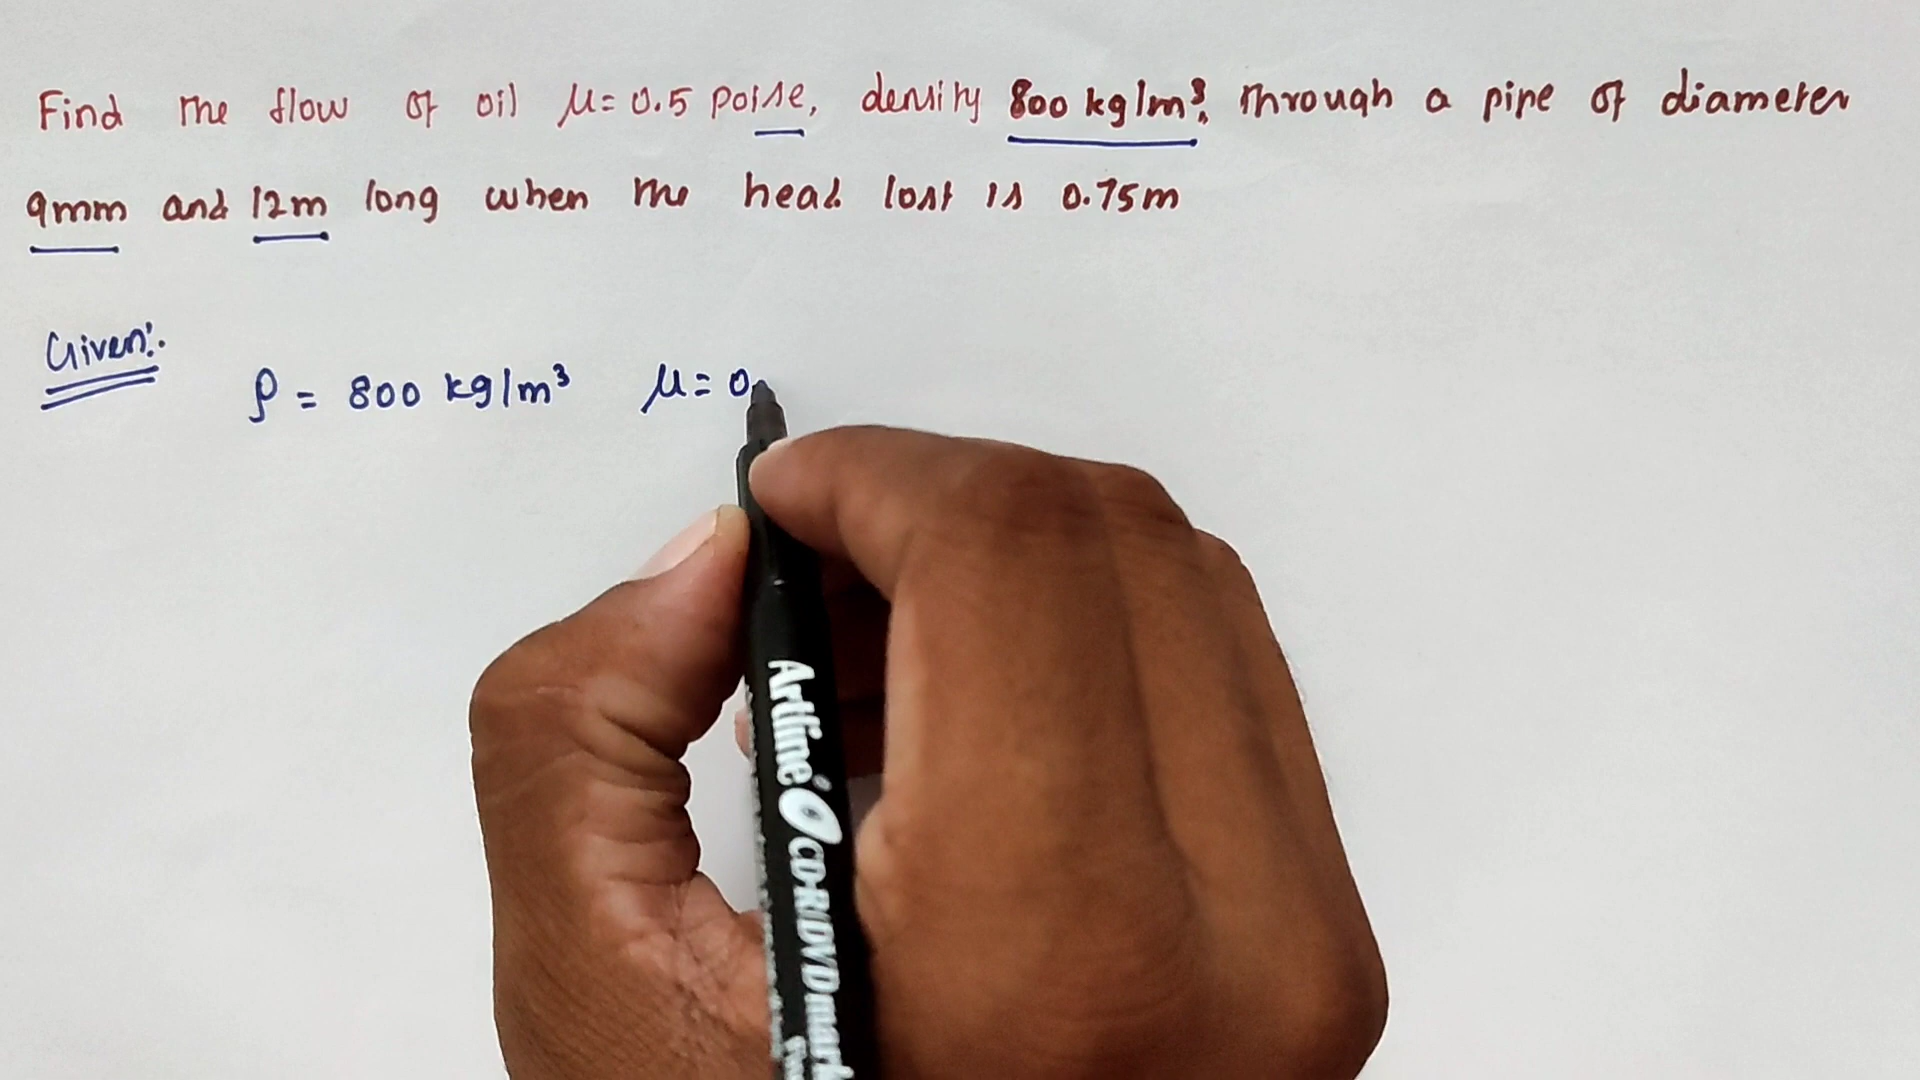 Find the flow of oil μ = 0.5 poise, density 800 kg/m³, through a pipe of diameter
9mm and 12m long when the head lost is 0.75m
Given:
ρ = 800 kg/m³ μ = 0.
Artline CD-R/DVD mark